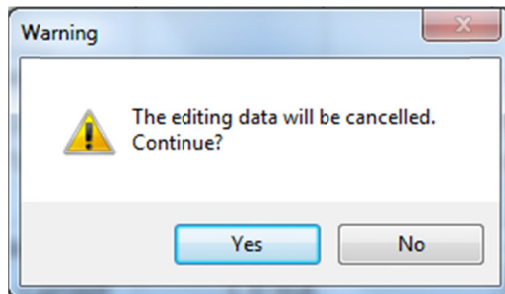 Warning
The editing data will be cancelled.
Continue?
Yes
No